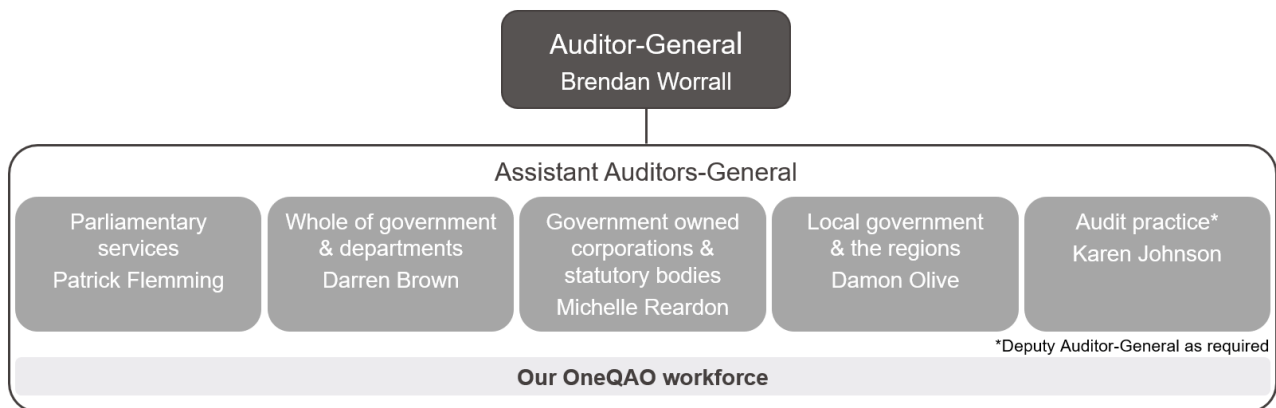 Auditor-General
Brendan Worrall
Assistant Auditors-General
Parliamentary
services
Patrick Flemming
Whole of government
& departments
Darren Brown
Government owned
corporations &
statutory bodies
Michelle Reardon
Local government
& the regions
Damon Olive
Audit practice*
Karen Johnson
*Deputy Auditor-General as required
Our OneQAO workforce